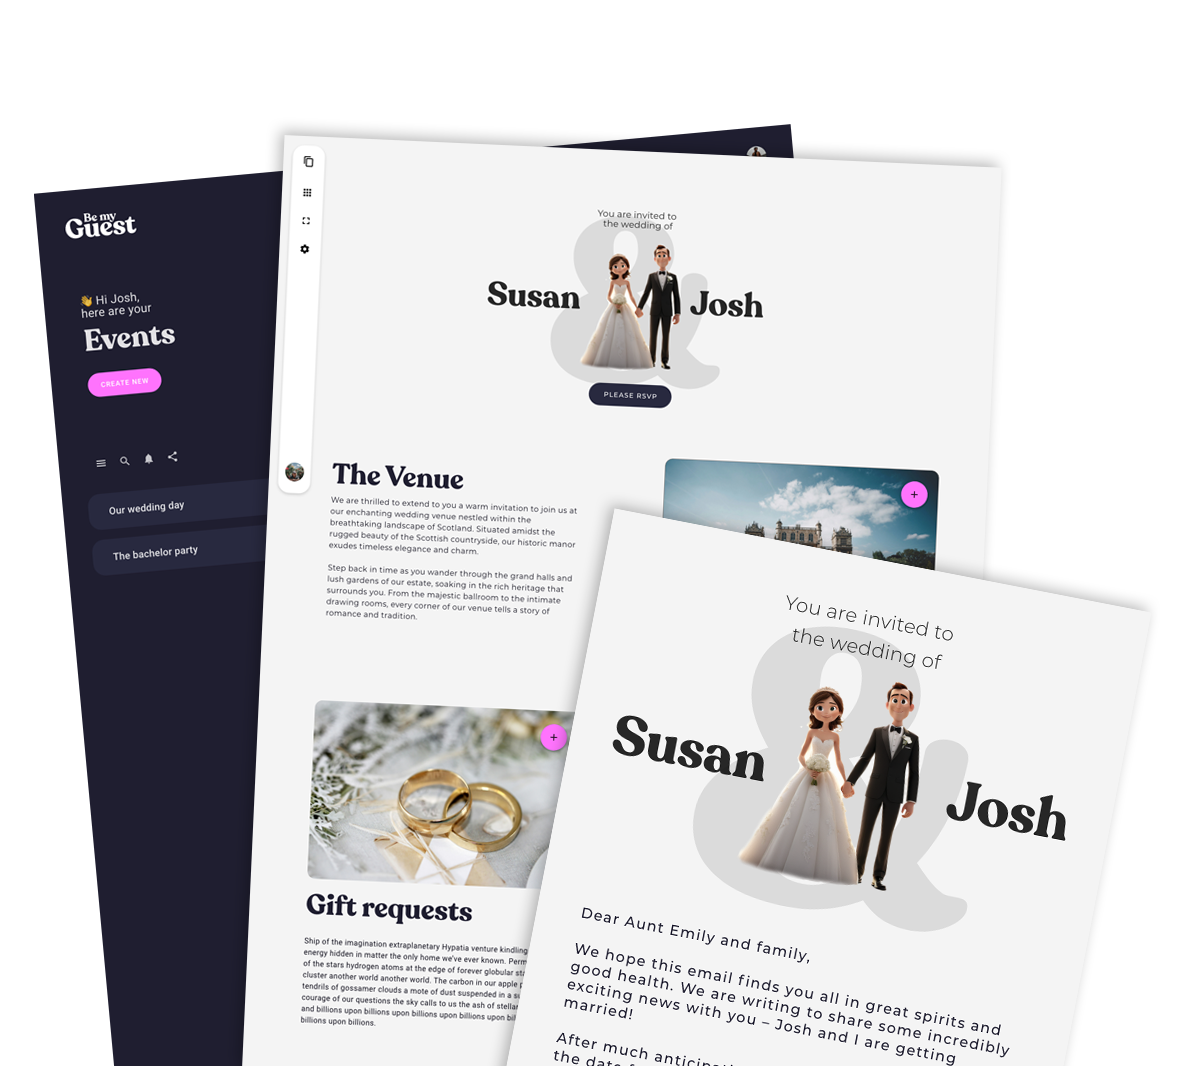 Be my
Guest
👋 Hi Josh,
here are your
Events
CREATE NEW
Our wedding day
The bachelor party
You are invited to
the wedding of
Susan & Josh
PLEASE RSVP
The Venue
We are thrilled to extend to you a warm invitation to join us at
our enchanting wedding venue nestled within the
breathtaking landscape of Scotland. Situated amidst the
rugged beauty of the Scottish countryside, our historic manor
exudes timeless elegance and charm.
Step back in time as you wander through the grand halls and
lush gardens of our estate, soaking in the rich heritage that
surrounds you. From the majestic ballroom to the intimate
drawing rooms, every corner of our venue tells a story of
romance and tradition.
+
+
Gift requests
Ship of the imagination extraplanetary Hypatia venture kindling
energy hidden in matter the only home we've ever known. Perm
of the stars hydrogen atoms at the edge of forever globular st
cluster another world another world. The carbon in our apple p
tendrils of gossamer clouds a mote of dust suspended in a su
courage of our questions the sky calls to us the ash of stella
and billions upon billions upon billions upon billions upon bil
billions upon billions.
You are invited to
the wedding of
Susan & Josh
Dear Aunt Emily and family,
We hope this email finds you all in great spirits and
good health. We are writing to share some incredibly
exciting news with you – Josh and I are getting
married!
After much anticipati
the date f